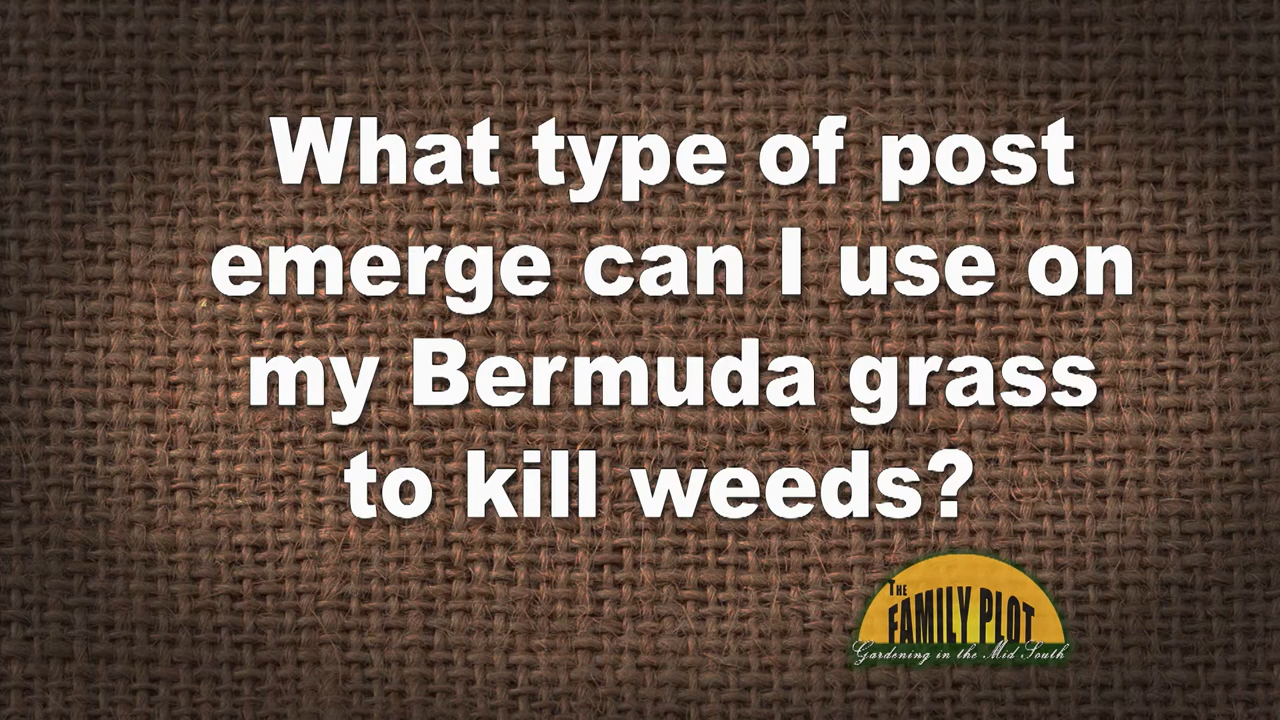 What type of post
emerge can I use on
my Bermuda grass
to kill weeds?
THE
FAMILY PLOT
Gardening in the Mid South